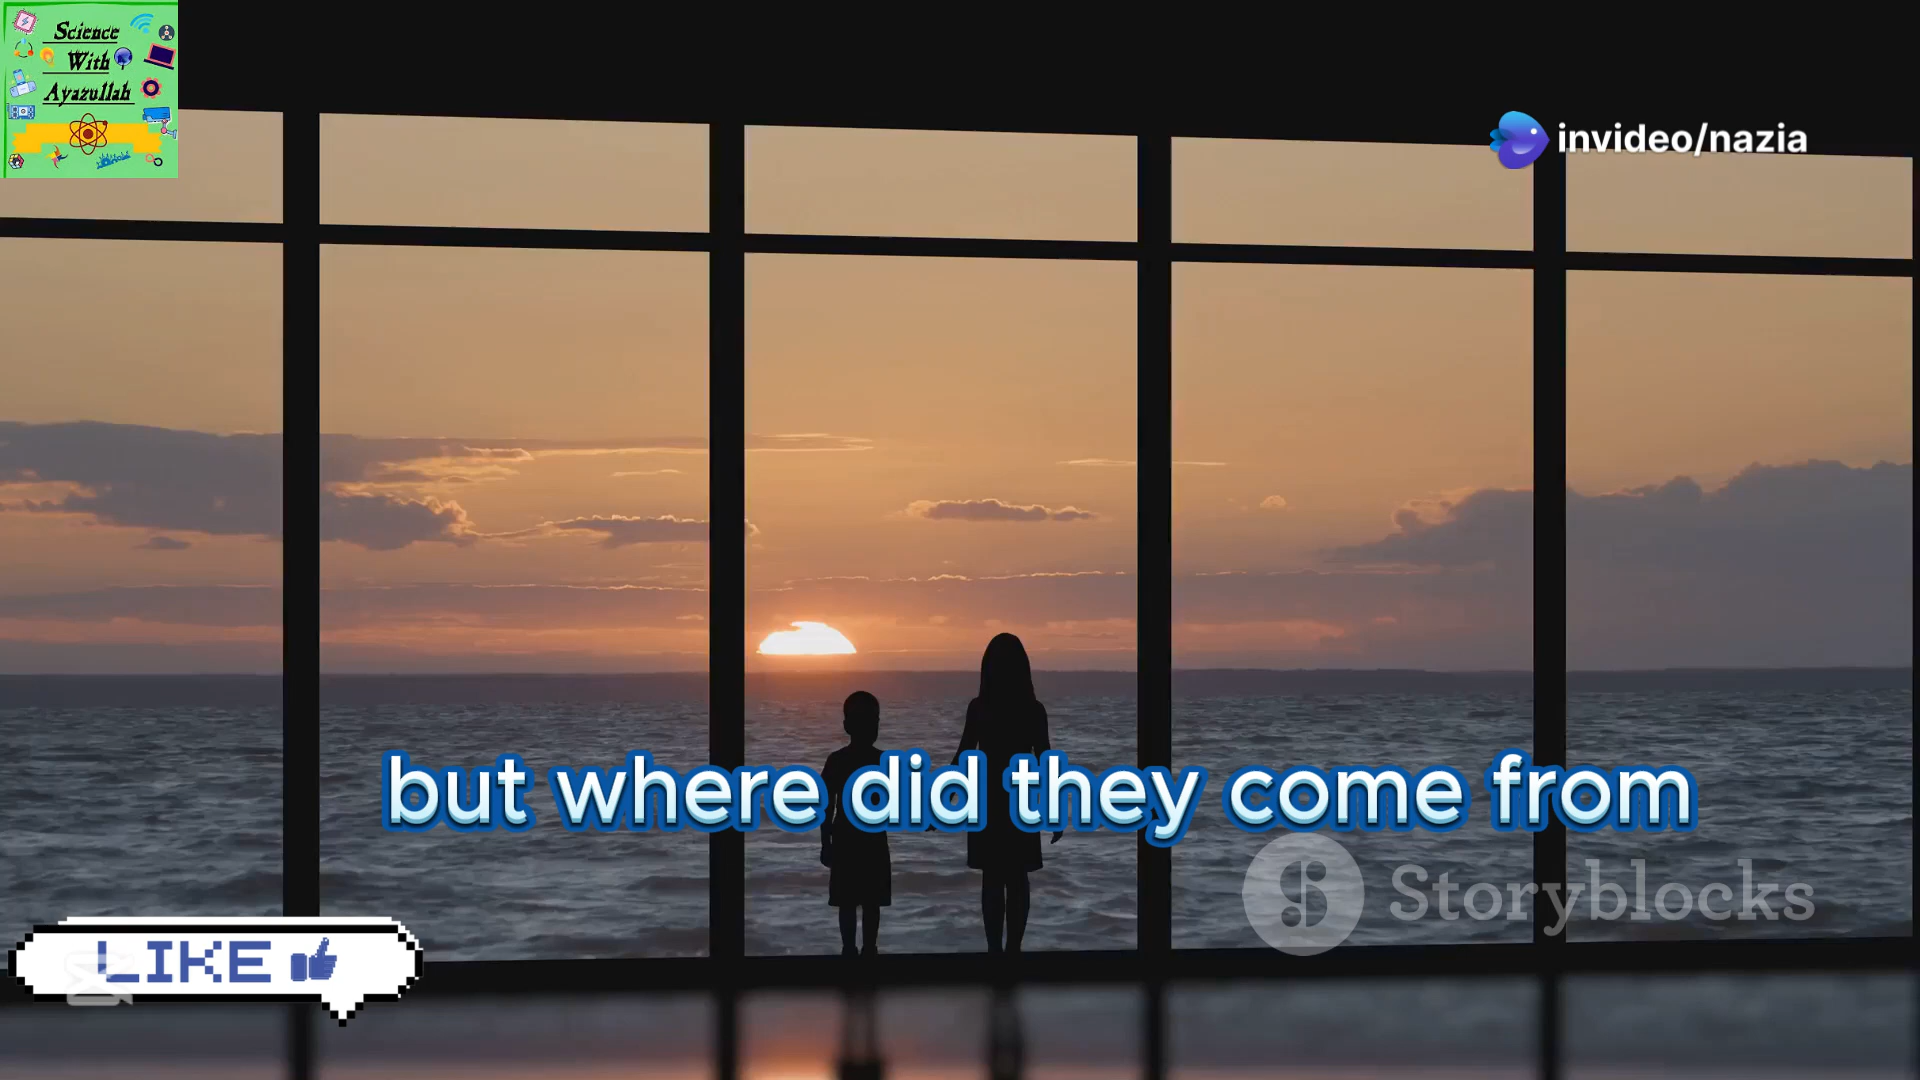 Science
With
Ayazullah
invideo/nazia
but where did they come from
Storyblocks
LIKE